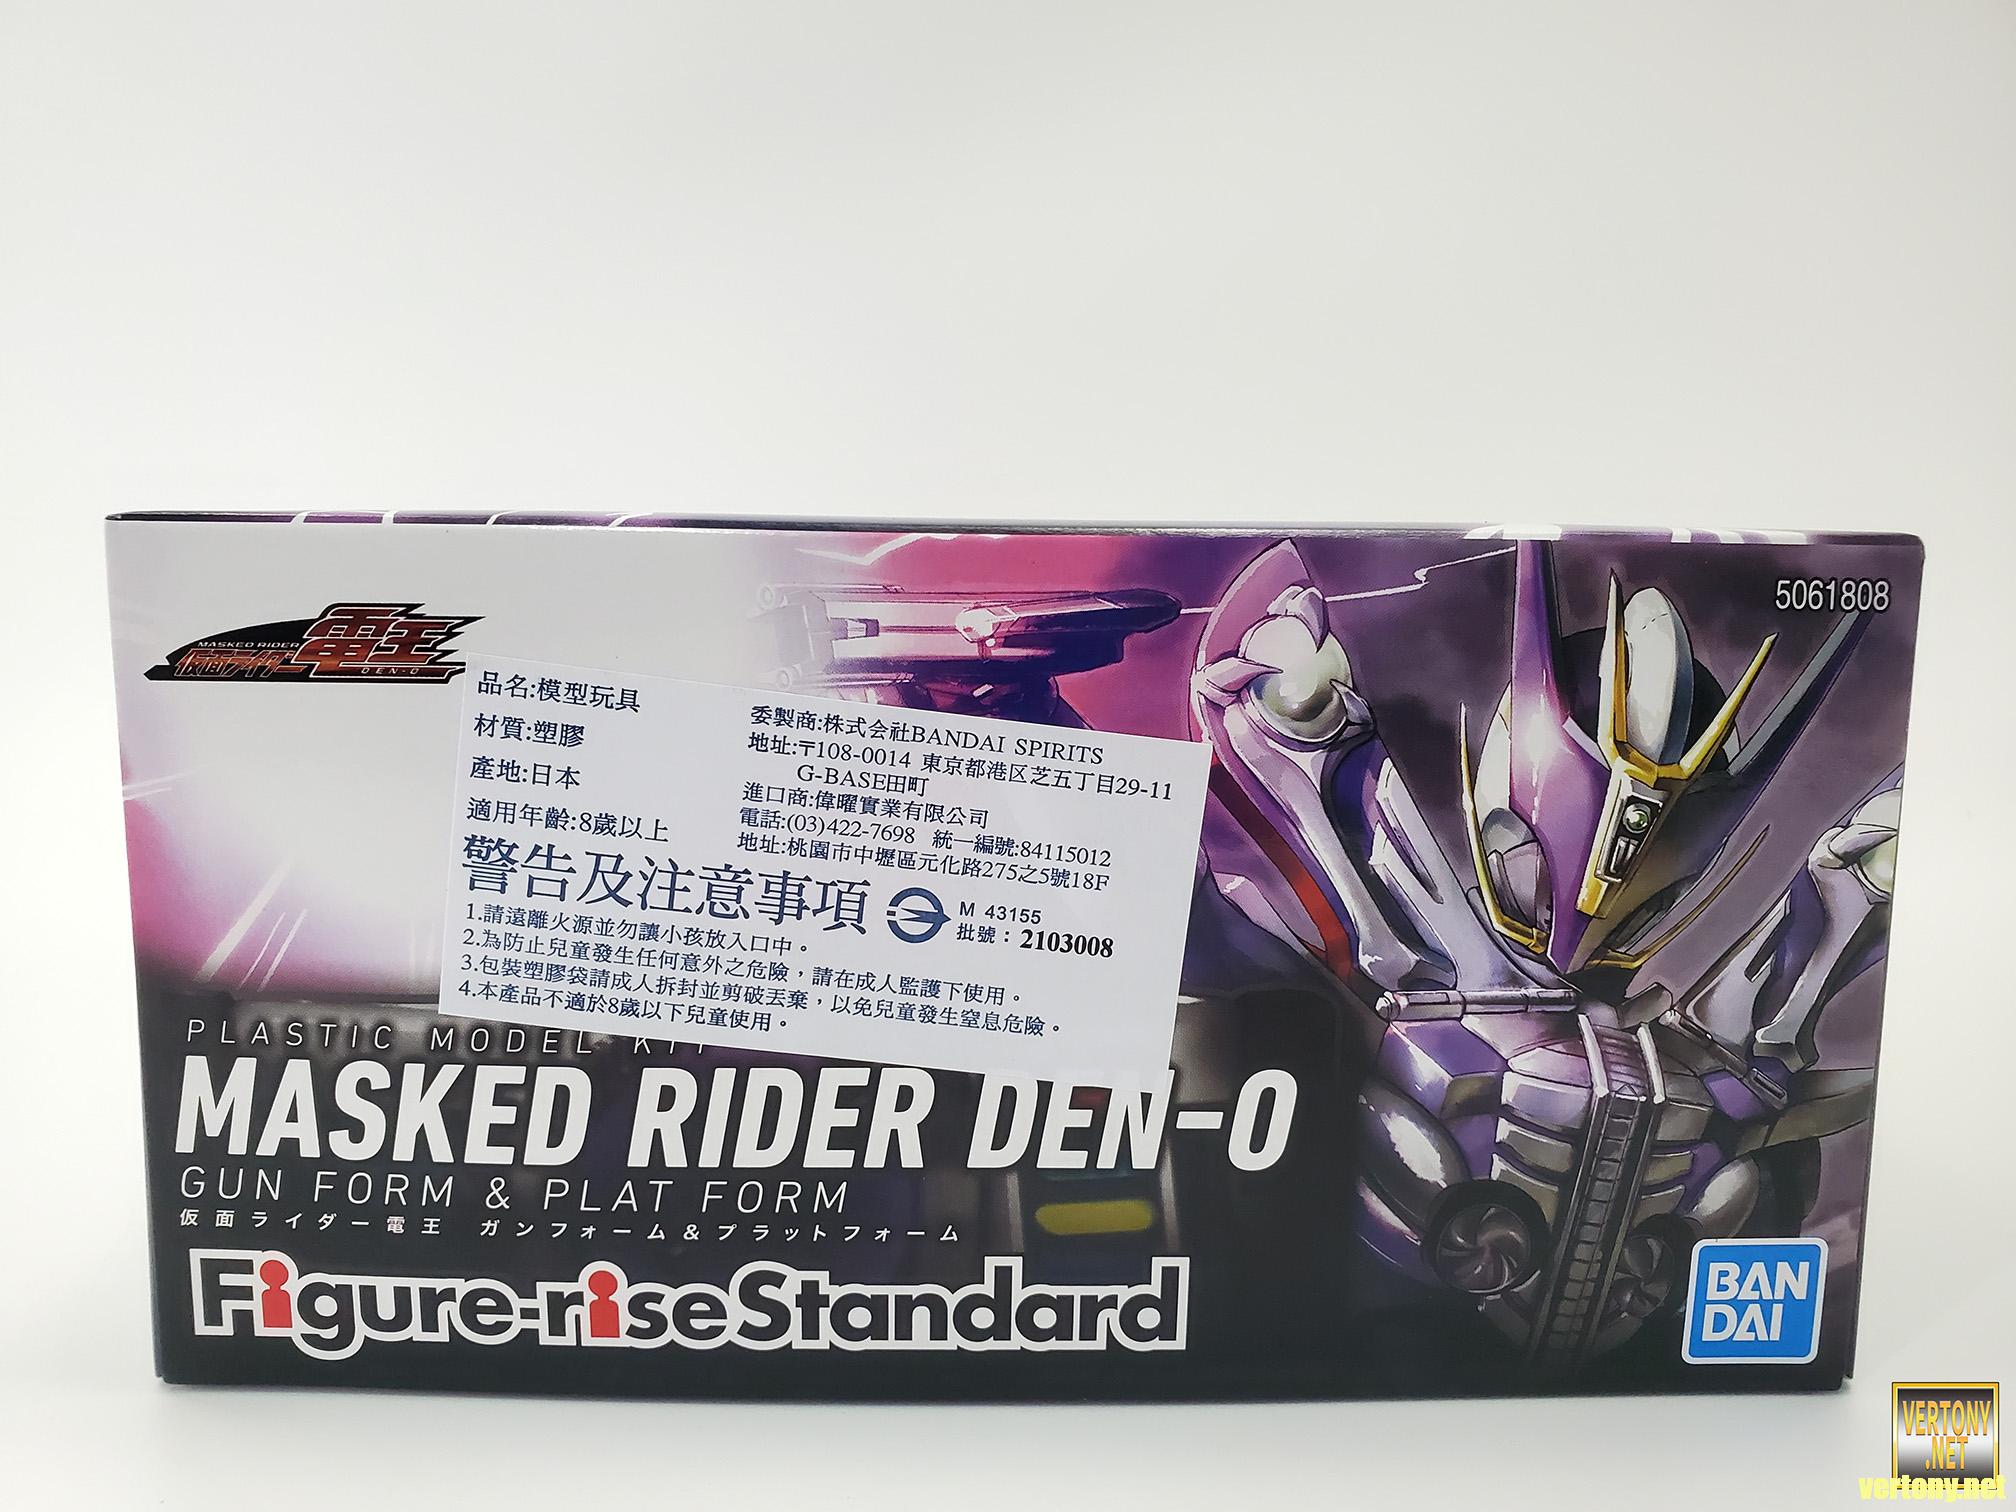 5061808
MASKED RIDER
仮面ライダー電王
DEN-O
品名:模型玩具
材質:塑膠
產地:日本
適用年齡:8歲以上
委製商:株式会社BANDAI SPIRITS
地址:〒108-0014 東京都港区芝五丁目29-11
G-BASE田町
進口商:偉曜實業有限公司
電話:(03)422-7698 統一編號:84115012
地址:桃園市中壢區元化路275之5號18F
警告及注意事項
M 43155
批號：2103008
1.請遠離火源並勿讓小孩放入口中。
2.為防止兒童發生任何意外之危險，請在成人監護下使用。
3.包裝塑膠袋請成人拆封並剪破丟棄，以免兒童發生窒息危險。
4.本產品不適於8歲以下兒童使用。
PLASTIC MODEL KIT
MASKED RIDER DEN-O
GUN FORM & PLAT FORM
仮面ライダー電王 ガンフォーム&プラットフォーム
Figure-riseStandard
BAN
DAI
VERTONY
.NET
vertony.net